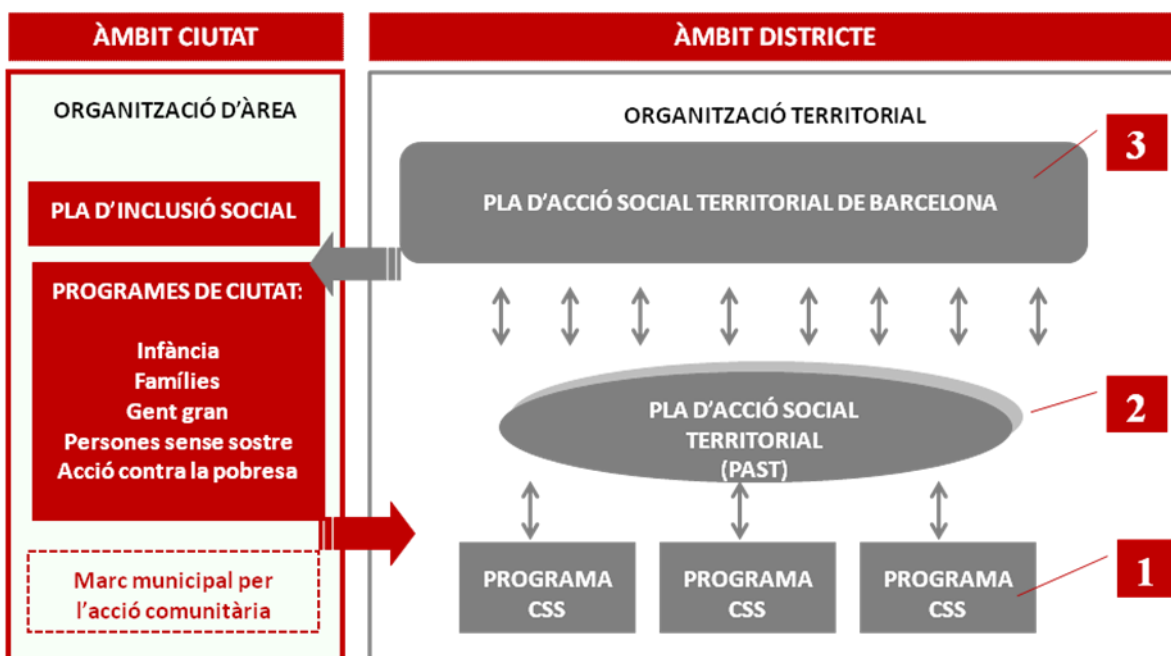 ÀMBIT CIUTAT
ORGANITZACIÓ D'ÀREA
PLA D'INCLUSIÓ SOCIAL
PROGRAMES DE CIUTAT:
Infància
Famílies
Gent gran
Persones sense sostre
Acció contra la pobresa
Marc municipal per
l'acció comunitària
ÀMBIT DISTRICTE
ORGANITZACIÓ TERRITORIAL
3
PLA D'ACCIÓ SOCIAL TERRITORIAL DE BARCELONA
2
PLA D'ACCIÓ SOCIAL
TERRITORIAL
(PAST)
1
PROGRAMA
CSS
PROGRAMA
CSS
PROGRAMA
CSS